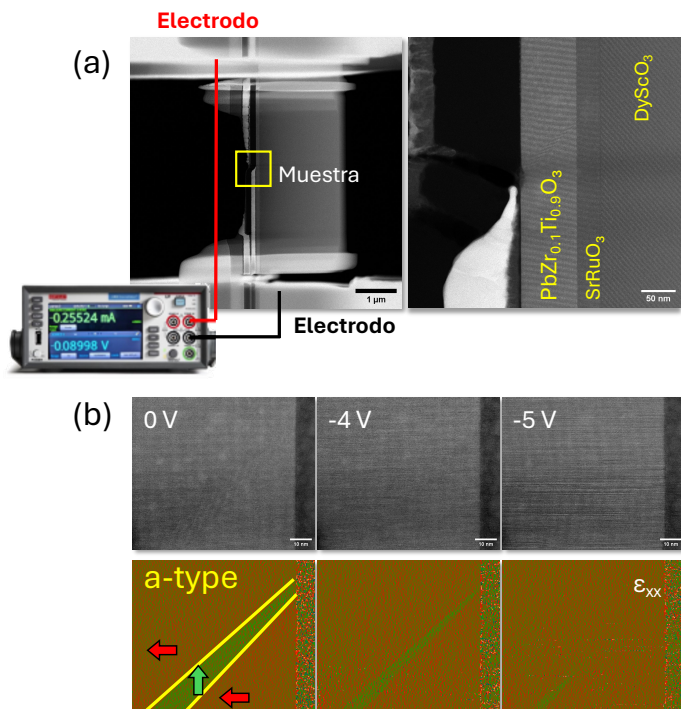 Electrodo
(a)
Muestra
1 µm
PbZr0.1Ti0.9O3
SrRuO3
DyScO3
50 nm
Electrodo
-0.25524 mA
-0.08998 V
(b)
0 V
-4 V
-5 V
10 nm
10 nm
10 nm
a-type
εxx